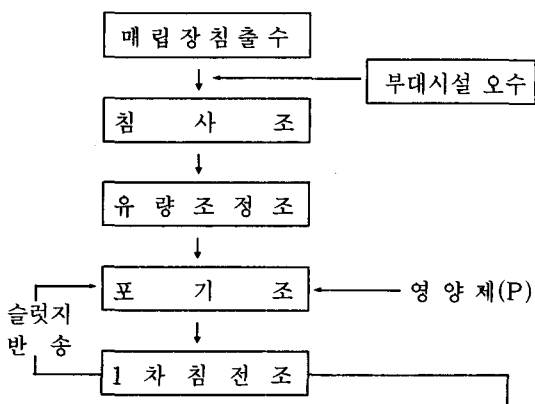 매립장침출수
부대시설 오수
침 사 조
유량조정조
포 기 조
영양제(P)
슬럿지
반 송
1차침전조